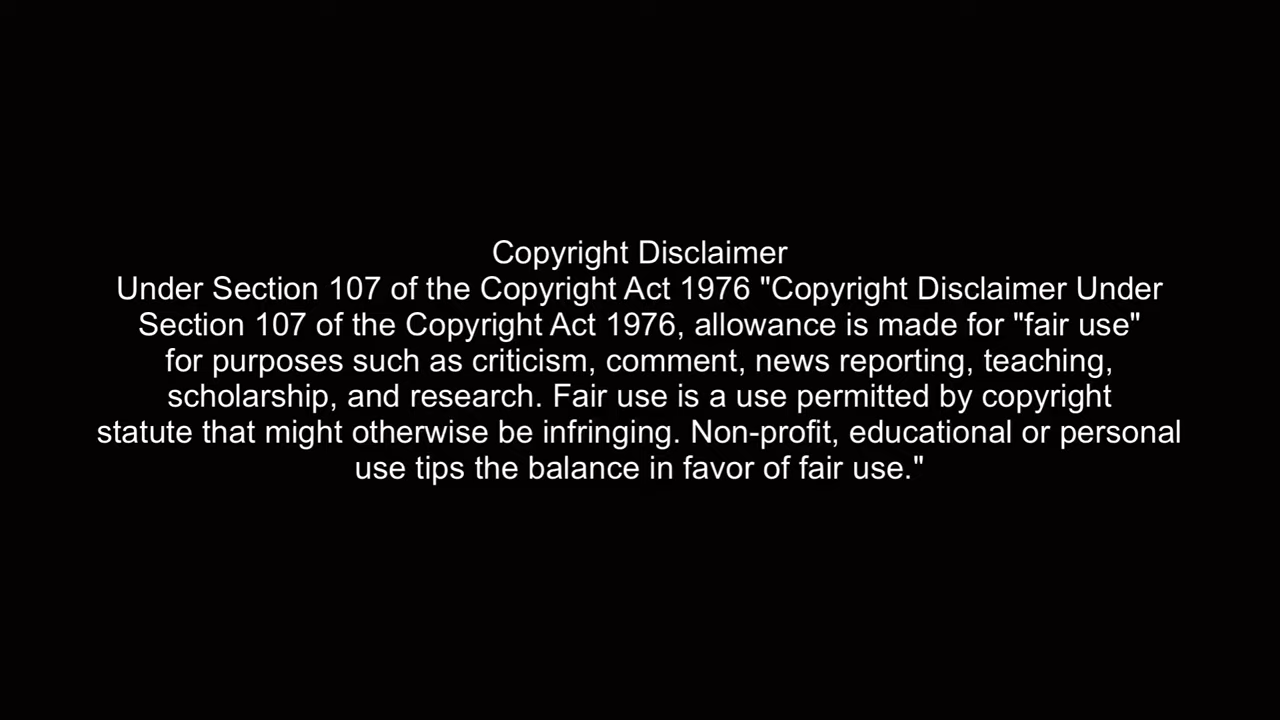 Copyright Disclaimer
Under Section 107 of the Copyright Act 1976 "Copyright Disclaimer Under
Section 107 of the Copyright Act 1976, allowance is made for "fair use"
for purposes such as criticism, comment, news reporting, teaching,
scholarship, and research. Fair use is a use permitted by copyright
statute that might otherwise be infringing. Non-profit, educational or personal
use tips the balance in favor of fair use."